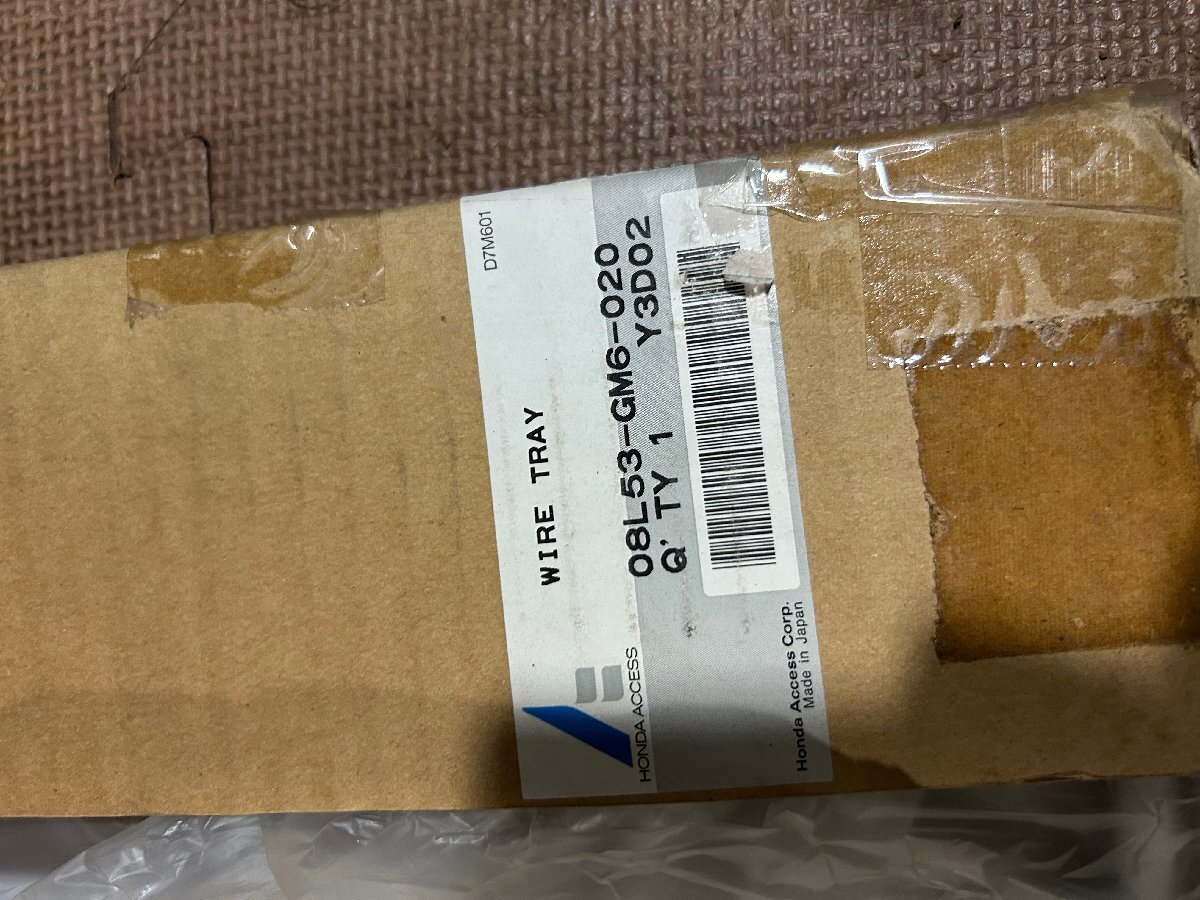 D7M601
WIRE TRAY
08L53-GM6-020
Q'TY 1 Y3D02
HONDA ACCESS
Honda Access Corp.
Made in Japan